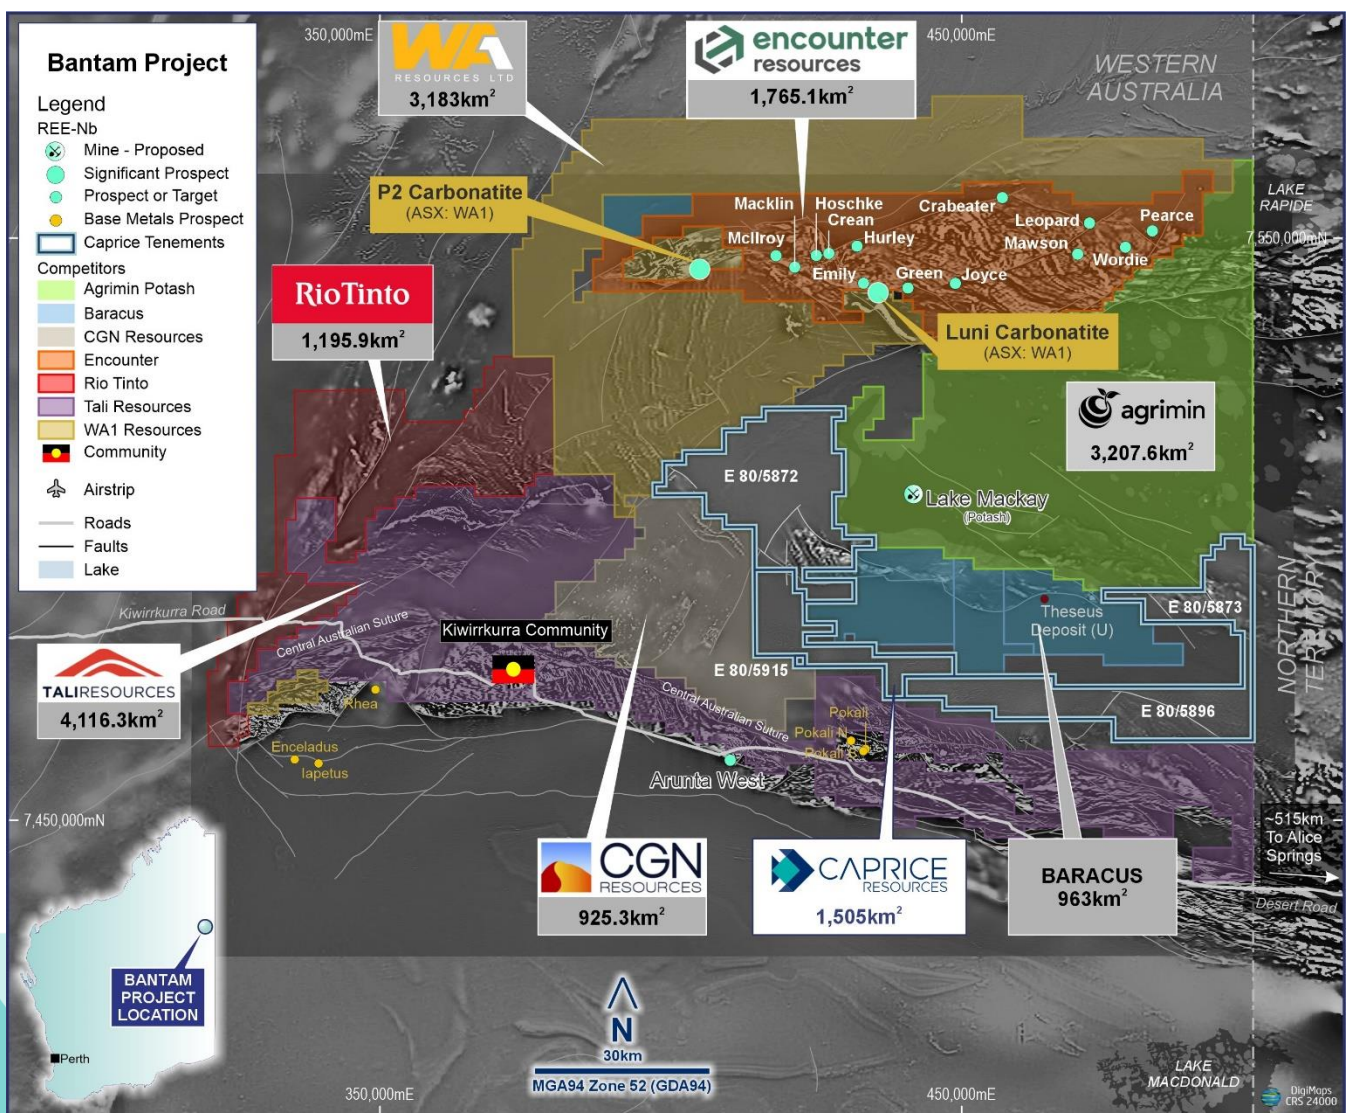 Bantam Project
Legend
REE-Nb
Mine - Proposed
Significant Prospect
Prospect or Target
Base Metals Prospect
Caprice Tenements
Competitors
Agrimin Potash
Baracus
CGN Resources
Encounter
Rio Tinto
Tali Resources
WA1 Resources
Community
Airstrip
Roads
Faults
Lake
350,000mE
450,000mE
WA1
RESOURCES LTD
3,183km²
encounter
resources
1,765.1km²
WESTERN
AUSTRALIA
LAKE
RAPIDE
7,550,000mN
P2 Carbonatite
(ASX: WA1)
Macklin
Hoschke
Crean
McIlroy
Hurley
Emily
Green
Joyce
Crabeater
Leopard
Mawson
Pearce
Wordie
Luni Carbonatite
(ASX: WA1)
RioTinto
1,195.9km²
agrimin
3,207.6km²
E 80/5872
Lake Mackay
(Potash)
Kiwirrkurra Road
Central Australian Suture
Kiwirrkurra Community
Theseus
Deposit (U)
E 80/5873
NORTHERN
TERRITORY
TALIRESOURCES
4,116.3km²
E 80/5915
Central Australian Suture
E 80/5896
Rhea
Enceladus
Iapetus
Pokali
Pokali N
Pokali S
Arunta West
7,450,000mN
~515km
To Alice
Springs
Desert Road
CGN
RESOURCES
925.3km²
CAPRICE
RESOURCES
1,505km²
BARACUS
963km²
BANTAM
PROJECT
LOCATION
Perth
N
30km
MGA94 Zone 52 (GDA94)
350,000mE
450,000mE
LAKE
MACDONALD
DigiMaps
CRS 24000